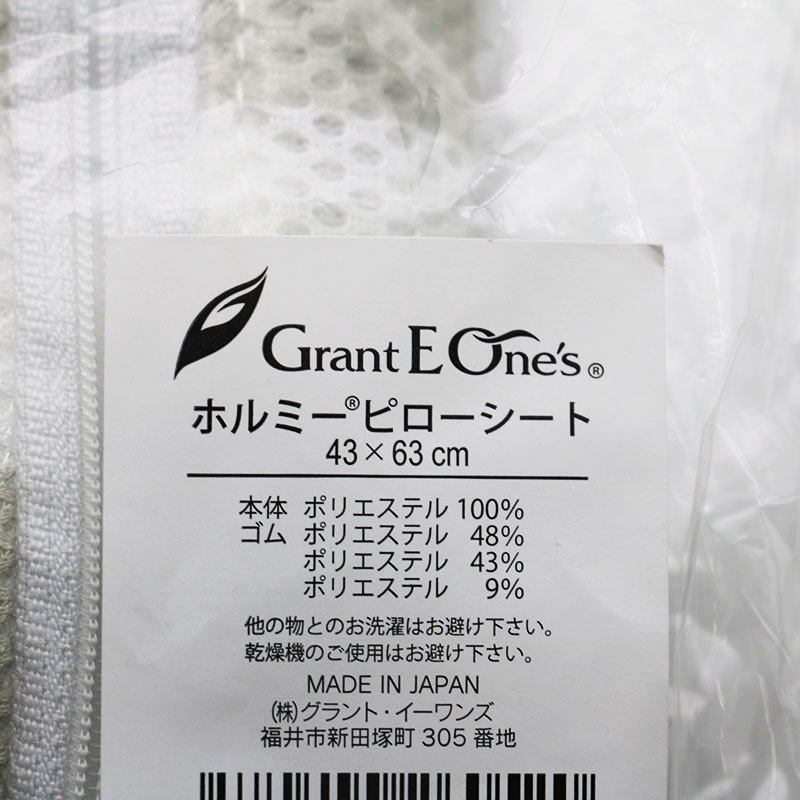 Grant E One's®
ホルミー®ピローシート
43×63cm
本体 ポリエステル 100%
ゴム ポリエステル 48%
ポリエステル 43%
ポリエステル 9%
他の物とのお洗濯はお避け下さい。
乾燥機のご使用はお避け下さい。
MADE IN JAPAN
㈱グラント・イーワンズ
福井市新田塚町 305 番地